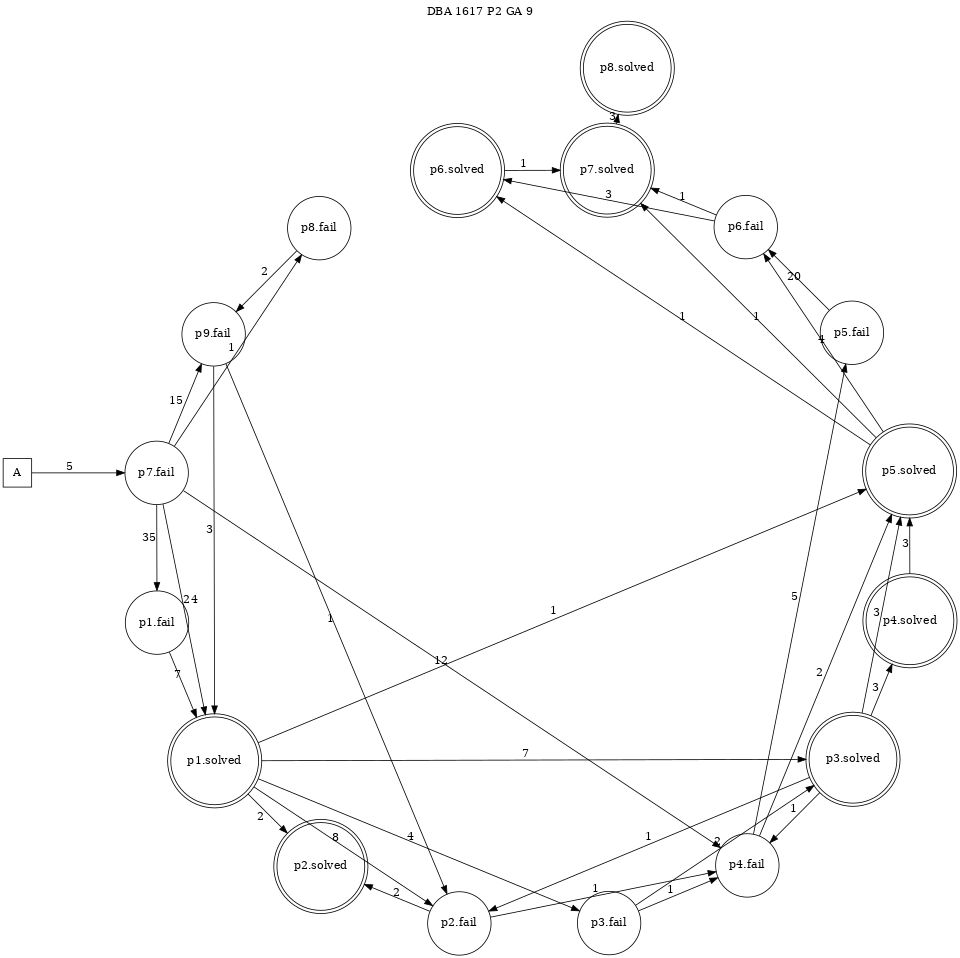 DBA 1617 P2 GA 9
p8.solved
3
p6.solved
1
p7.solved
3
1
p6.fail
p8.fail
2
20
p9.fail
1
1
1
4
p5.fail
15
A
5
p7.fail
p5.solved
35
3
3
24
5
1
p1.fail
1
3
p4.solved
12
7
2
3
p1.solved
7
p3.solved
2
8
4
1
2
1
p2.solved
p4.fail
2
1
1
p2.fail
p3.fail